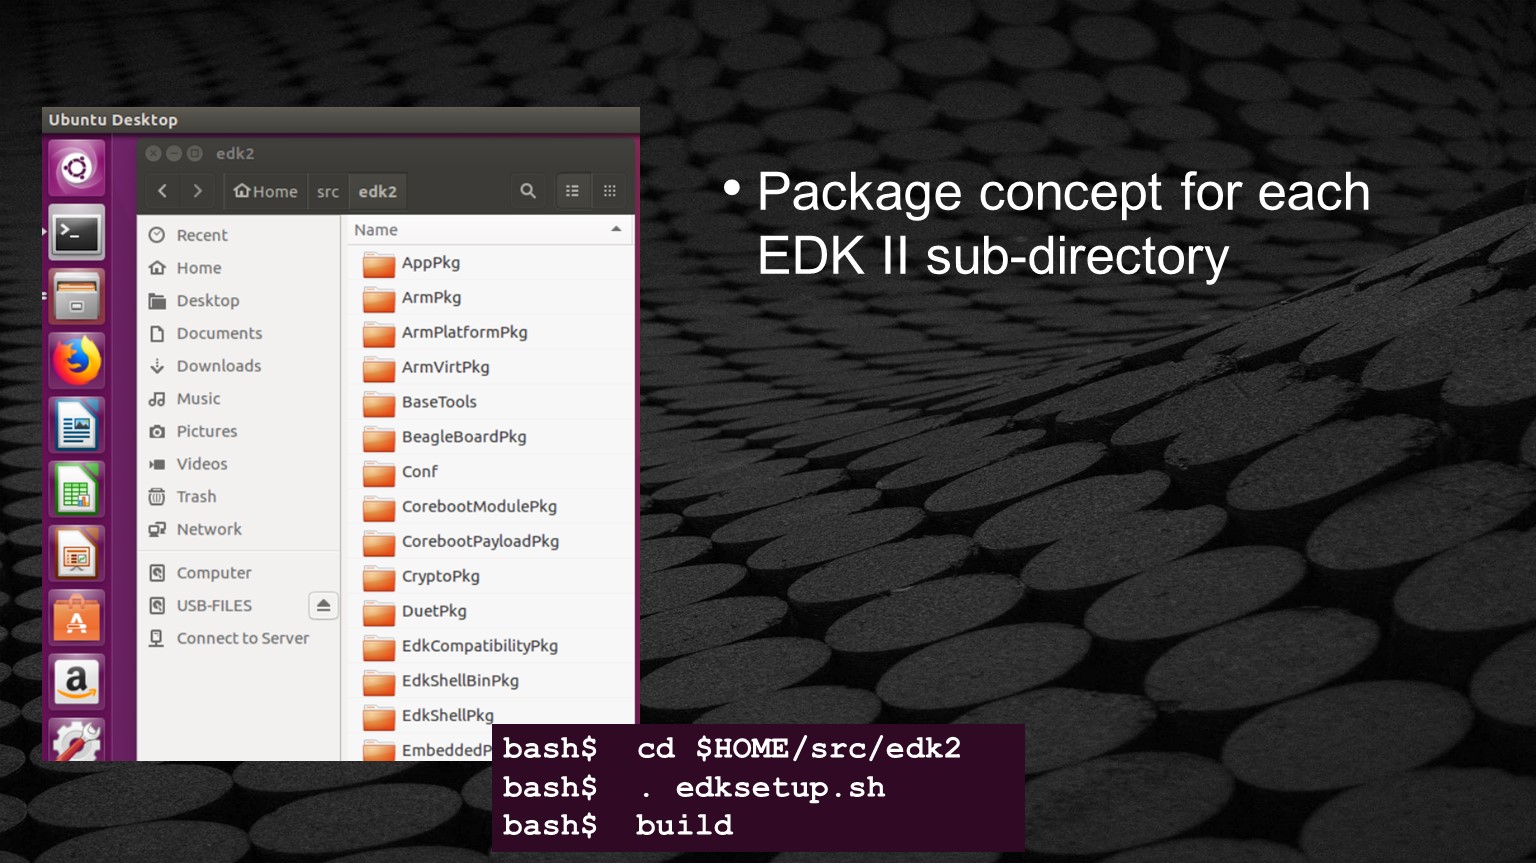 Ubuntu Desktop
edk2
Home src edk2
Recent
Home
Desktop
Documents
Downloads
Music
Pictures
Videos
Trash
Network
Computer
USB-FILES
Connect to Server
Name
AppPkg
ArmPkg
ArmPlatformPkg
ArmVirtPkg
BaseTools
BeagleBoardPkg
Conf
CorebootModulePkg
CorebootPayloadPkg
CryptoPkg
DuetPkg
EdkCompatibilityPkg
EdkShellBinPkg
EdkShellPkg
EmbeddedP
• Package concept for each
EDK II sub-directory
bash$ cd $HOME/src/edk2
bash$ . edksetup.sh
bash$ build